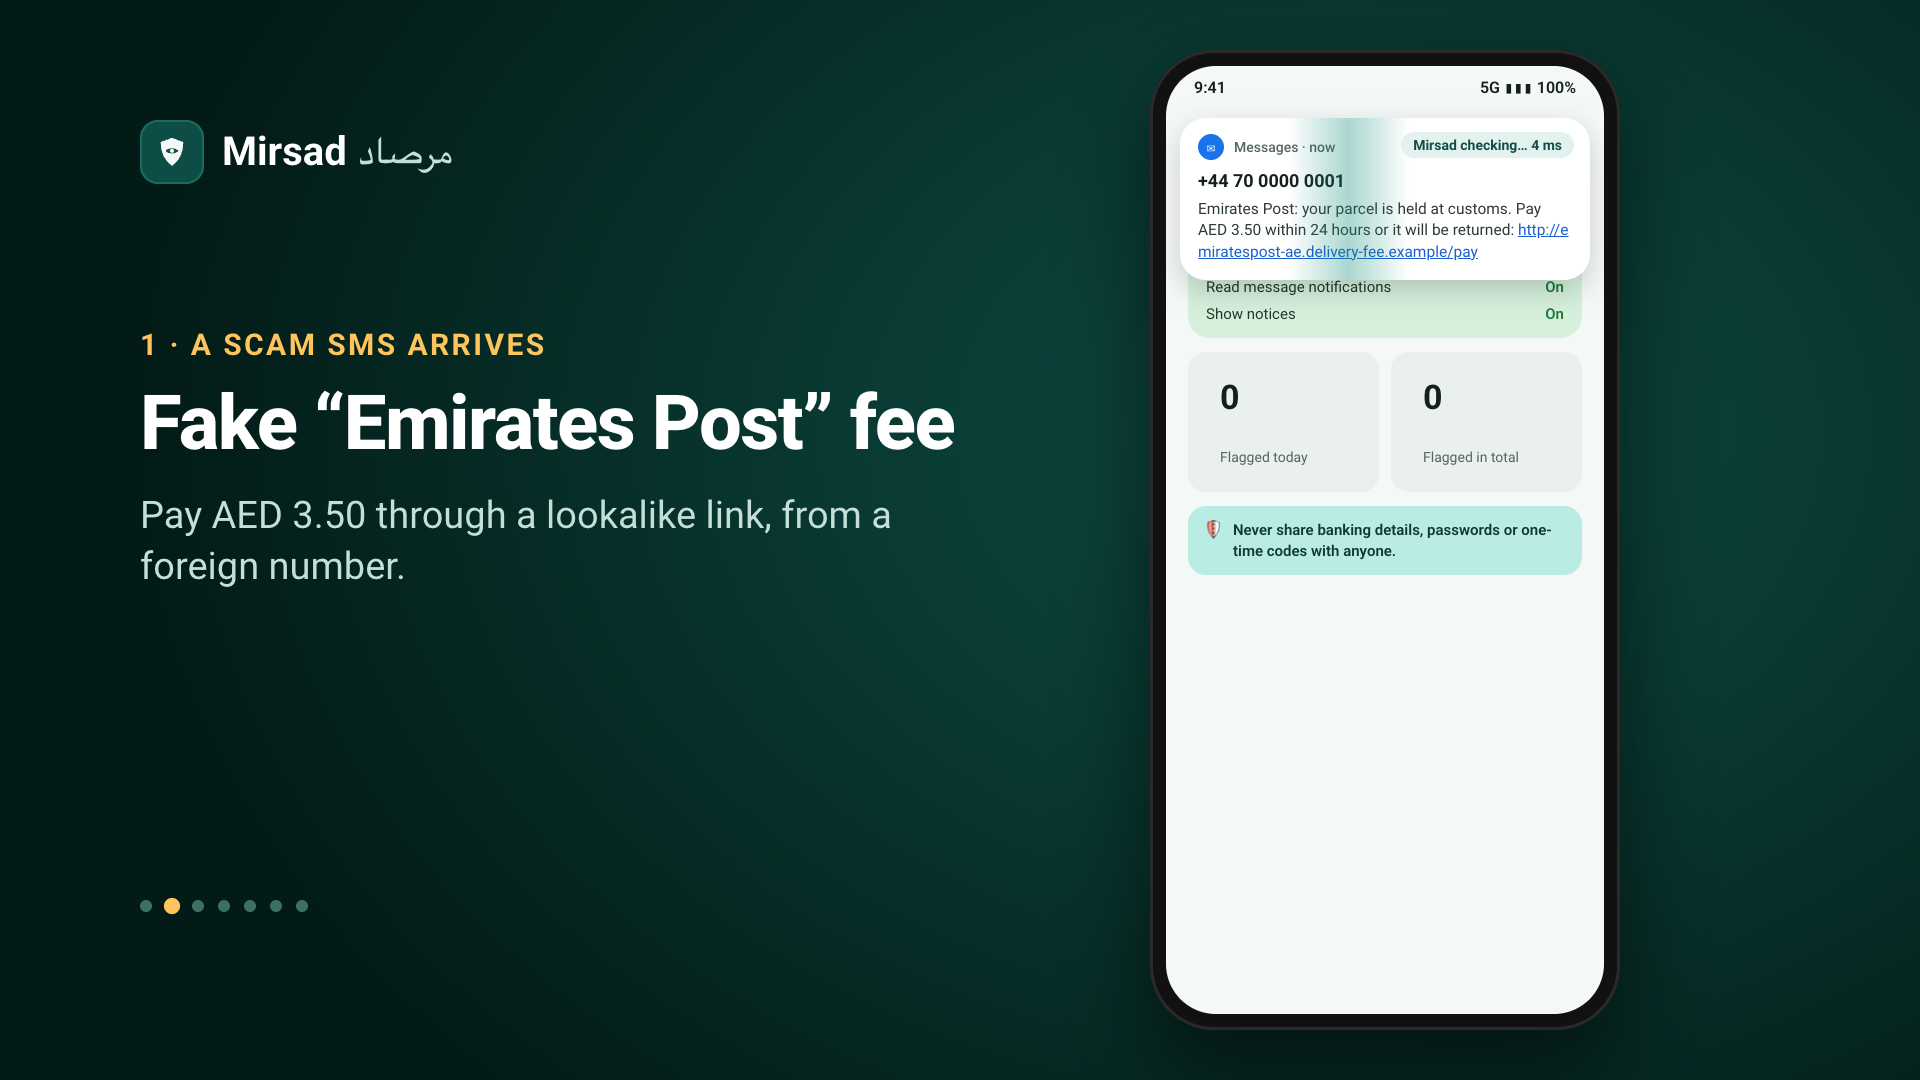 Mirsad مرصاد
1 · A SCAM SMS ARRIVES
Fake “Emirates Post” fee
Pay AED 3.50 through a lookalike link, from a
foreign number.
9:41
5G 100%
Messages · now
Mirsad checking... 4 ms
+44 70 0000 0001
Emirates Post: your parcel is held at customs. Pay
AED 3.50 within 24 hours or it will be returned: http://e
miratespost-ae.delivery-fee.example/pay
Read message notifications On
Show notices On
0
Flagged today
0
Flagged in total
Never share banking details, passwords or one-
time codes with anyone.